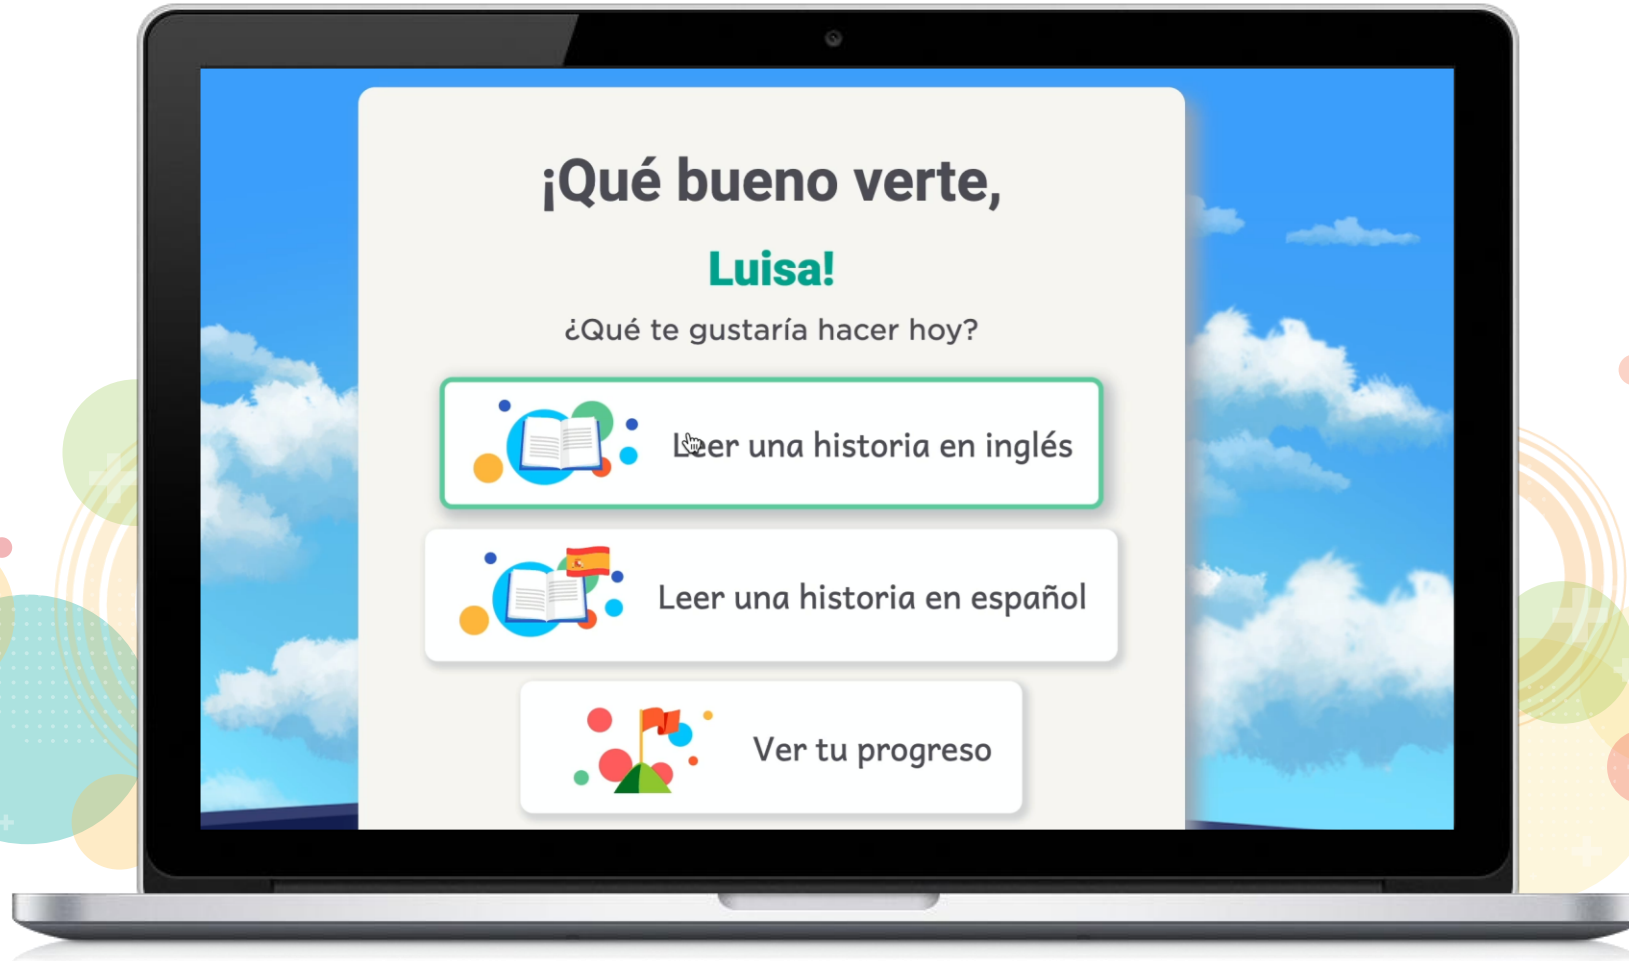 ¡Qué bueno verte,
Luisa!
¿Qué te gustaría hacer hoy?
Leer una historia en inglés
Leer una historia en español
Ver tu progreso